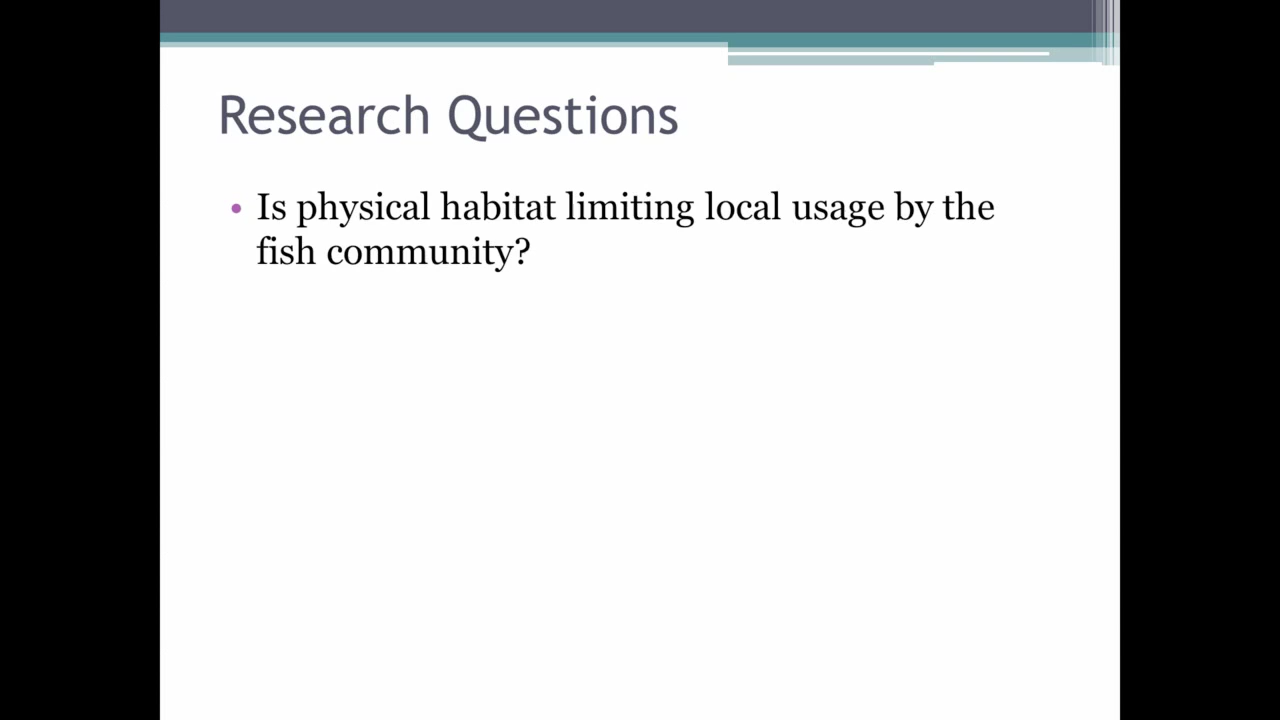 Research Questions
• Is physical habitat limiting local usage by the
fish community?